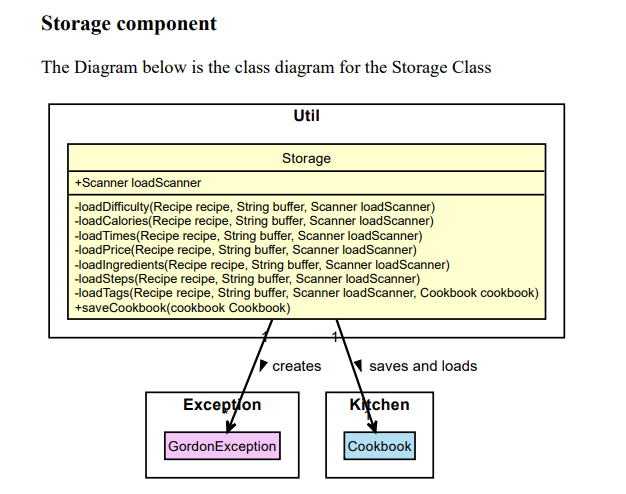 Storage component
The Diagram below is the class diagram for the Storage Class
Util
Storage
+Scanner loadScanner
-loadDifficulty(Recipe recipe, String buffer, Scanner loadScanner)
-loadCalories(Recipe recipe, String buffer, Scanner loadScanner)
-loadTimes(Recipe recipe, String buffer, Scanner loadScanner)
-loadPrice(Recipe recipe, String buffer, Scanner loadScanner)
-loadIngredients(Recipe recipe, String buffer, Scanner loadScanner)
-loadSteps(Recipe recipe, String buffer, Scanner loadScanner)
-loadTags(Recipe recipe, String buffer, Scanner loadScanner, Cookbook cookbook)
+saveCookbook(cookbook Cookbook)
1 1
creates saves and loads
Exception Kitchen
GordonException Cookbook